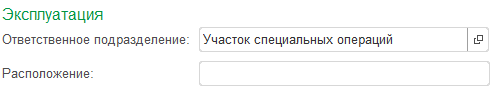 Эксплуатация
Ответственное подразделение: Участок специальных операций
Расположение: